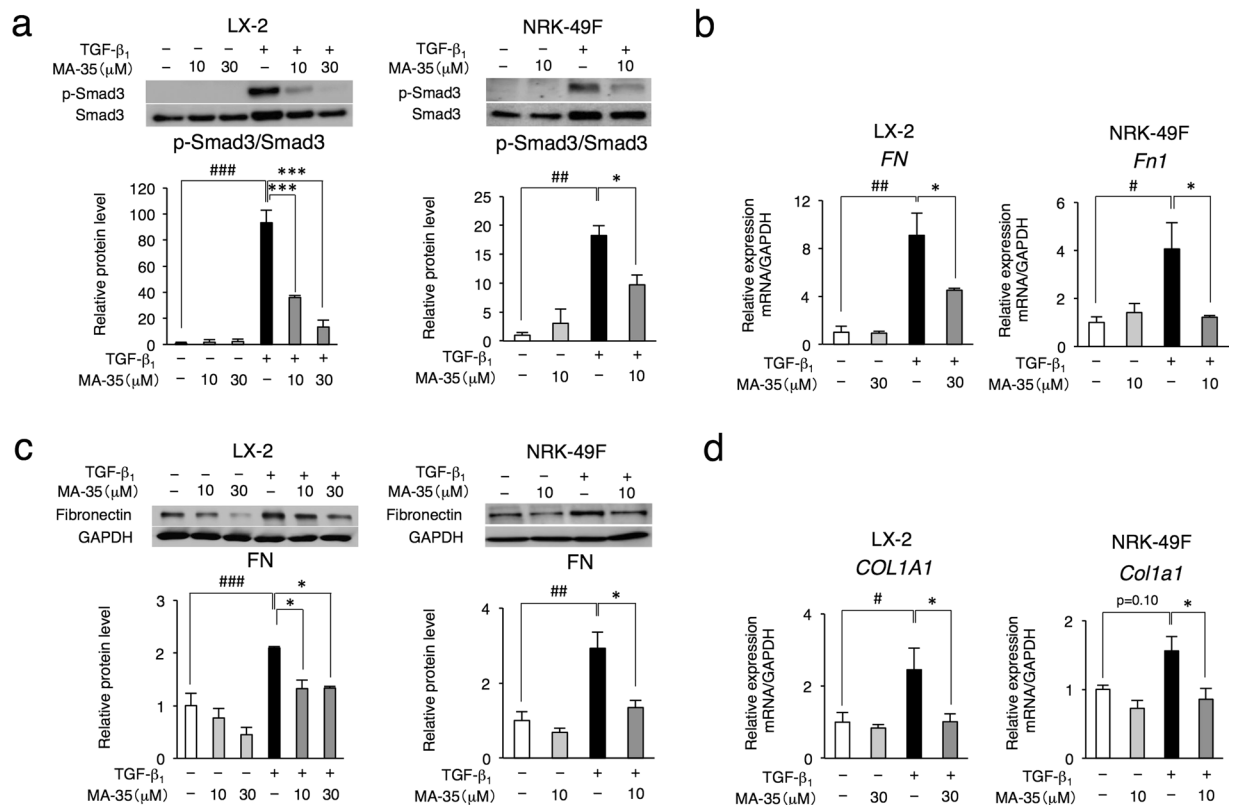 a
LX-2
TGF-β1 – – – + + +
MA-35(μM) – 10 30 – 10 30
p-Smad3
Smad3
p-Smad3/Smad3
###
***
***
Relative protein level
120
100
80
60
40
20
0
TGF-β1 – – – + + +
MA-35(μM) – 10 30 – 10 30
NRK-49F
TGF-β1 – – + +
MA-35(μM) – 10 – 10
p-Smad3
Smad3
p-Smad3/Smad3
##
*
Relative protein level
25
20
15
10
5
0
TGF-β1 – – + +
MA-35(μM) – 10 – 10
b
LX-2
FN
##
*
Relative expression
mRNA/GAPDH
12
8
4
0
TGF-β1 – – + +
MA-35(μM) – 30 – 30
NRK-49F
Fn1
#
*
Relative expression
mRNA/GAPDH
6
4
2
0
TGF-β1 – – + +
MA-35(μM) – 10 – 10
c
LX-2
TGF-β1 – – – + + +
MA-35(μM) – 10 30 – 10 30
Fibronectin
GAPDH
FN
###
*
*
Relative protein level
3
2
1
0
TGF-β1 – – – + + +
MA-35(μM) – 10 30 – 10 30
NRK-49F
TGF-β1 – – + +
MA-35(μM) – 10 – 10
Fibronectin
GAPDH
FN
##
*
Relative protein level
4
2
0
TGF-β1 – – + +
MA-35(μM) – 10 – 10
d
LX-2
COL1A1
#
*
Relative expression
mRNA/GAPDH
4
2
0
TGF-β1 – – + +
MA-35(μM) – 30 – 30
NRK-49F
Col1a1
p=0.10
*
Relative expression
mRNA/GAPDH
2
1
0
TGF-β1 – – + +
MA-35(μM) – 10 – 10